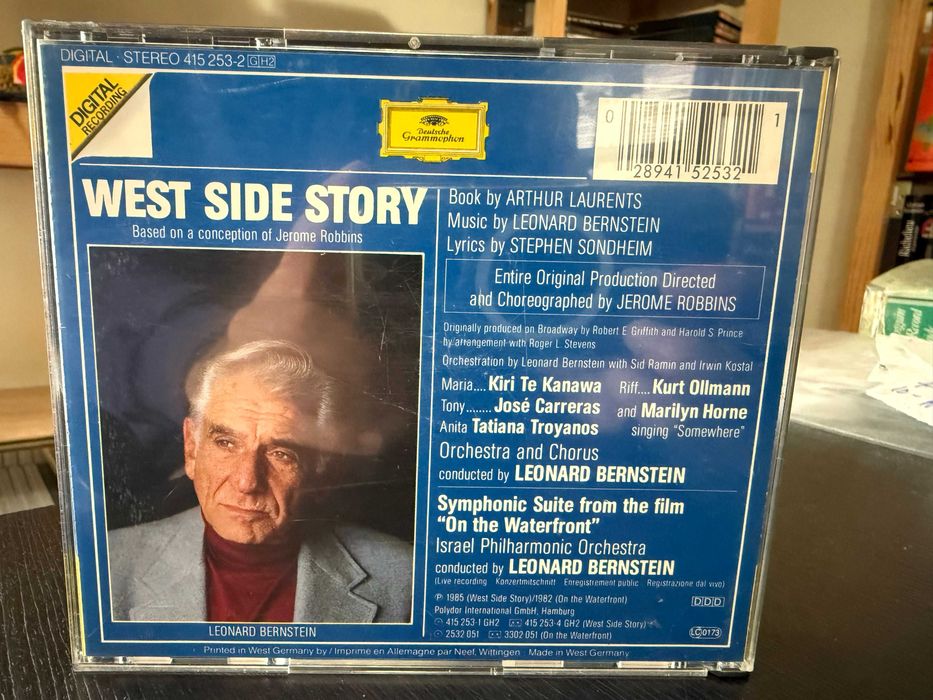 DIGITAL · STEREO 415 253-2 GH2
DIGITAL
RECORDING
Deutsche
Grammophon
0 28941 52532 1
WEST SIDE STORY
Based on a conception of Jerome Robbins
Book by ARTHUR LAURENTS
Music by LEONARD BERNSTEIN
Lyrics by STEPHEN SONDHEIM
Entire Original Production Directed
and Choreographed by JEROME ROBBINS
Originally produced on Broadway by Robert E. Griffith and Harold S. Prince
by arrangement with Roger L. Stevens
Orchestration by Leonard Bernstein with Sid Ramin and Irwin Kostal
Maria.... Kiri Te Kanawa Riff.... Kurt Ollmann
Tony........ José Carreras and Marilyn Horne
Anita Tatiana Troyanos singing "Somewhere"
Orchestra and Chorus
conducted by LEONARD BERNSTEIN
Symphonic Suite from the film
"On the Waterfront"
Israel Philharmonic Orchestra
conducted by LEONARD BERNSTEIN
(Live recording Konzertmitschnitt Enregistrement public Registrazione dal vivo)
℗ 1985 (West Side Story)/1982 (On the Waterfront) DDD
Polydor International GmbH, Hamburg
415 253-1 GH2 415 253-4 GH2 (West Side Story)
2532 051 3302 051 (On the Waterfront) LC 0173
LEONARD BERNSTEIN
Printed in West Germany by / Imprimé en Allemagne par Neef, Wittingen · Made in West Germany